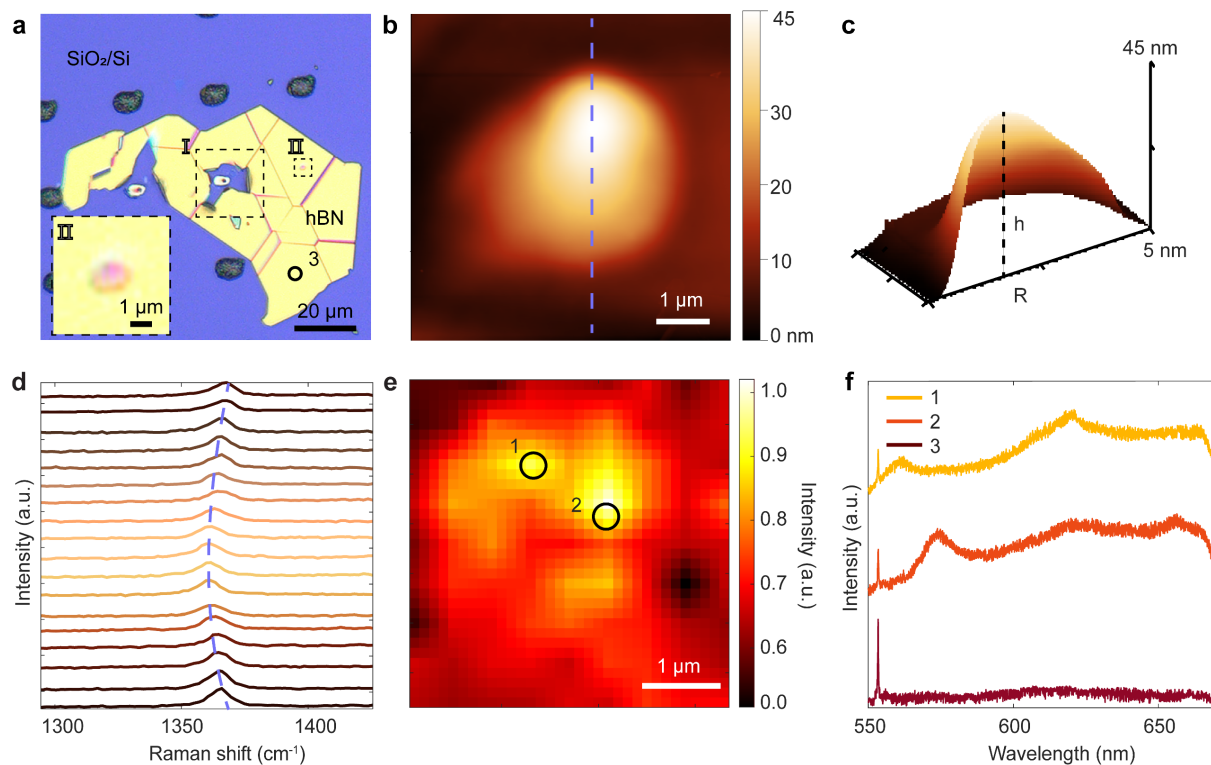 a
SiO₂/Si
I
II
hBN
3
II
1 µm
20 µm
b
1 µm
45
30
20
10
0 nm
c
45 nm
h
5 nm
R
d
Intensity (a.u.)
1300
1350
1400
Raman shift (cm⁻¹)
e
1
2
1 µm
1.0
0.9
0.8
0.7
0.6
0.0
Intensity (a.u.)
f
1
2
3
Intensity (a.u.)
550
600
650
Wavelength (nm)